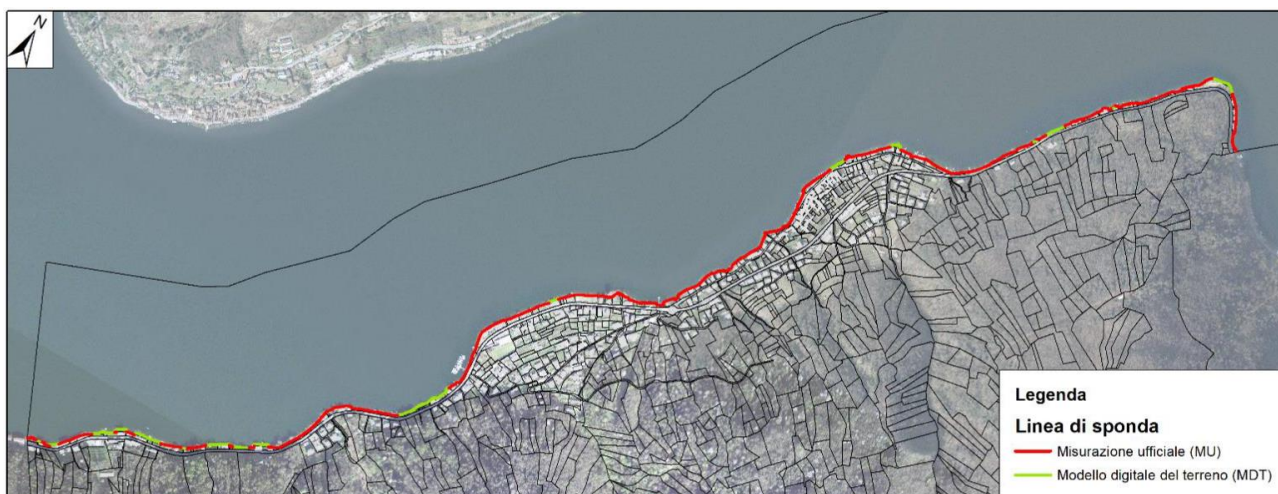 N
Legenda
Linea di sponda
Misurazione ufficiale (MU)
Modello digitale del terreno (MDT)